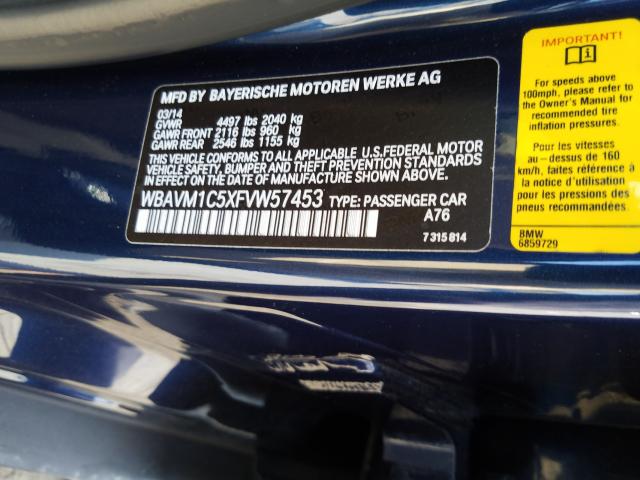 MFD BY BAYERISCHE MOTOREN WERKE AG
03/14
GVWR 4497 lbs 2040 kg
GAWR FRONT 2116 lbs 960 kg
GAWR REAR 2546 lbs 1155 kg
THIS VEHICLE CONFORMS TO ALL APPLICABLE U.S.FEDERAL MOTOR
VEHICLE SAFETY, BUMPER, AND THEFT PREVENTION STANDARDS
IN EFFECT ON THE DATE OF MANUFACTURE SHOWN ABOVE.
WBAVM1C5XFVW57453 TYPE: PASSENGER CAR
A76
7 315 814
IMPORTANT!
For speeds above
100mph, please refer to
the Owner's Manual for
recommended tire
inflation pressures.
Pour les vitesses
au-dessus de 160
km/h, faites référence
à la notice d'utilisation
pour les pressions de
pneus recommandées.
BMW
6859729